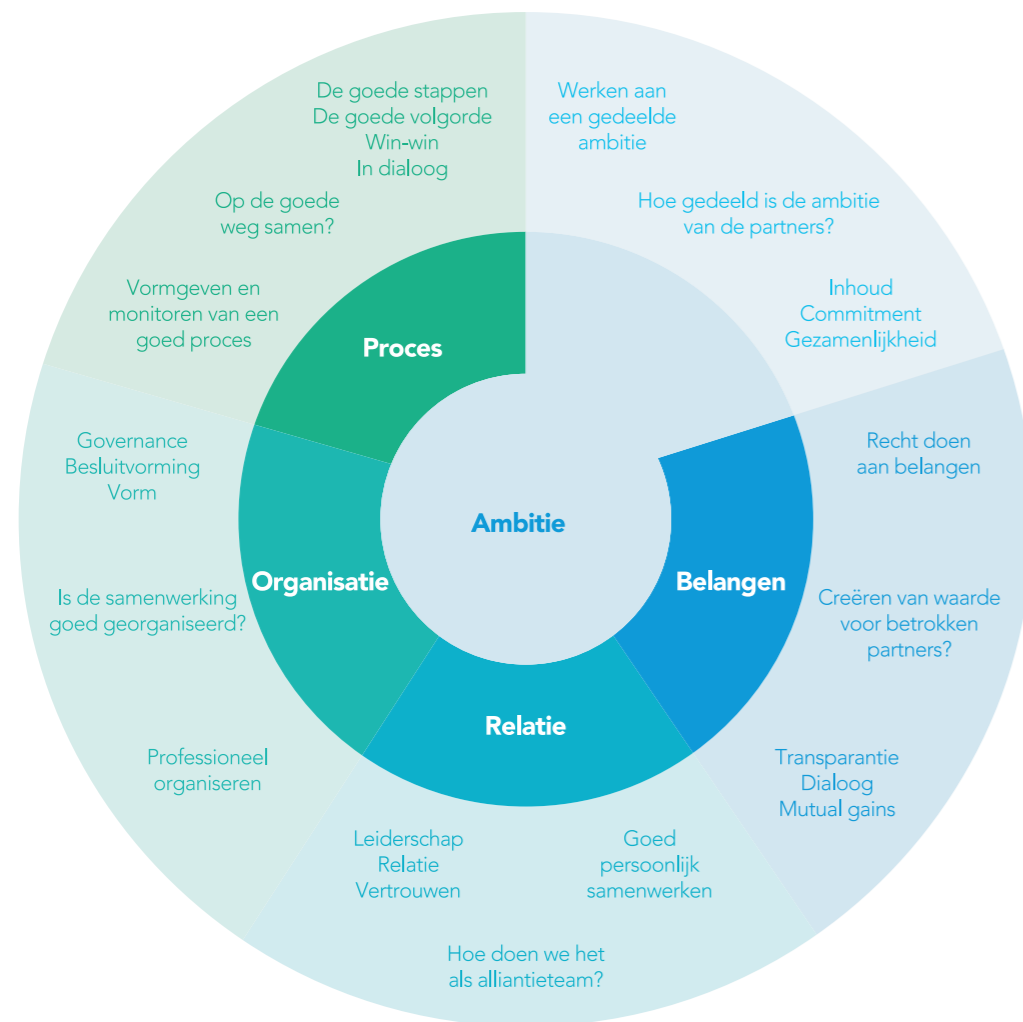 Werken aan
een gedeelde
ambitie
Hoe gedeeld is de ambitie
van de partners?
Inhoud
Commitment
Gezamenlijkheid
Recht doen
aan belangen
Creëren van waarde
voor betrokken
partners?
Transparantie
Dialoog
Mutual gains
Goed
persoonlijk
samenwerken
Hoe doen we het
als alliantieteam?
Leiderschap
Relatie
Vertrouwen
Professioneel
organiseren
Is de samenwerking
goed georganiseerd?
Governance
Besluitvorming
Vorm
Vormgeven en
monitoren van een
goed proces
Op de goede
weg samen?
De goede stappen
De goede volgorde
Win-win
In dialoog
Ambitie
Belangen
Relatie
Organisatie
Proces